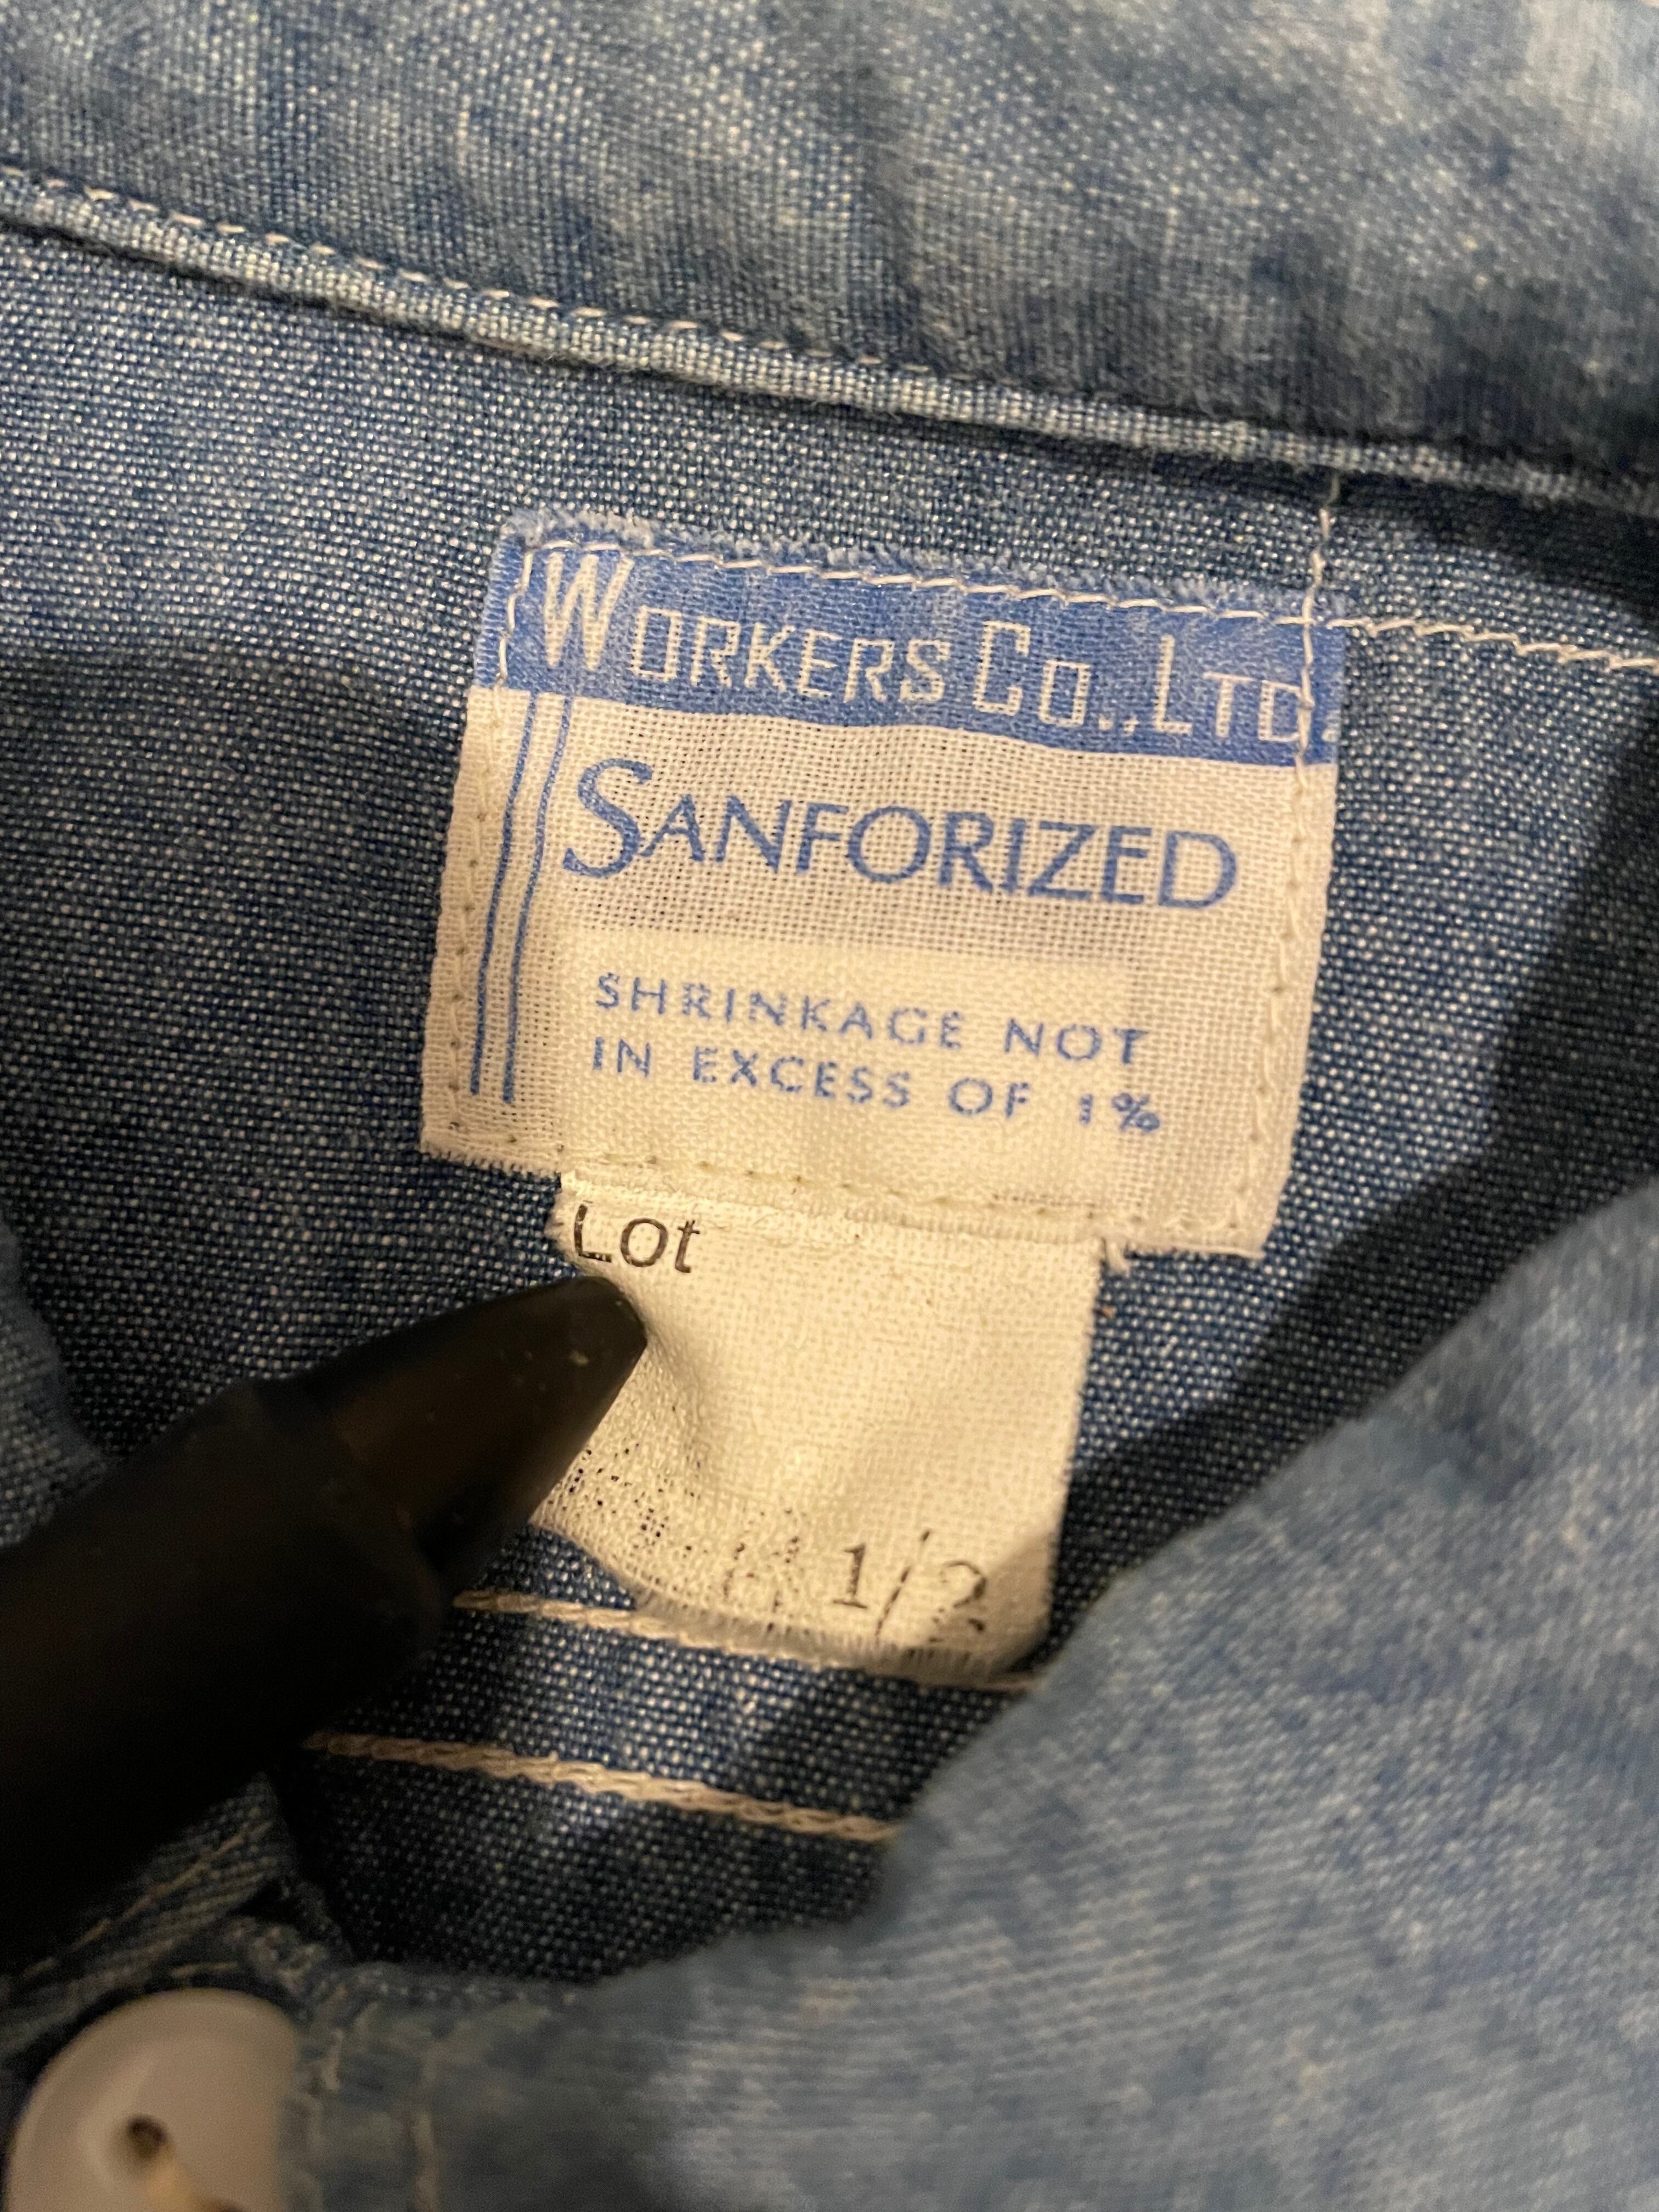 WORKERS CO., LTD.
SANFORIZED
SHRINKAGE NOT
IN EXCESS OF 1%
Lot
1/2